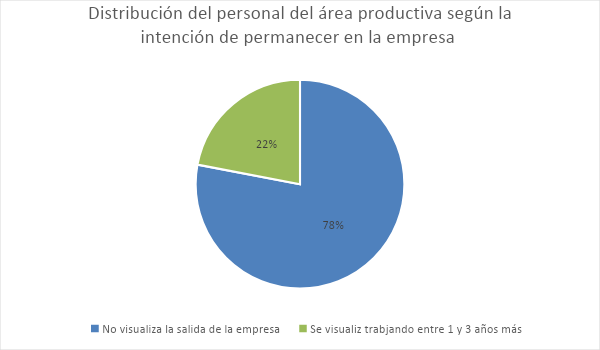 Distribución del personal del área productiva según la
intención de permanecer en la empresa
22%
78%
No visualiza la salida de la empresa
Se visualiz trabjando entre 1 y 3 años más